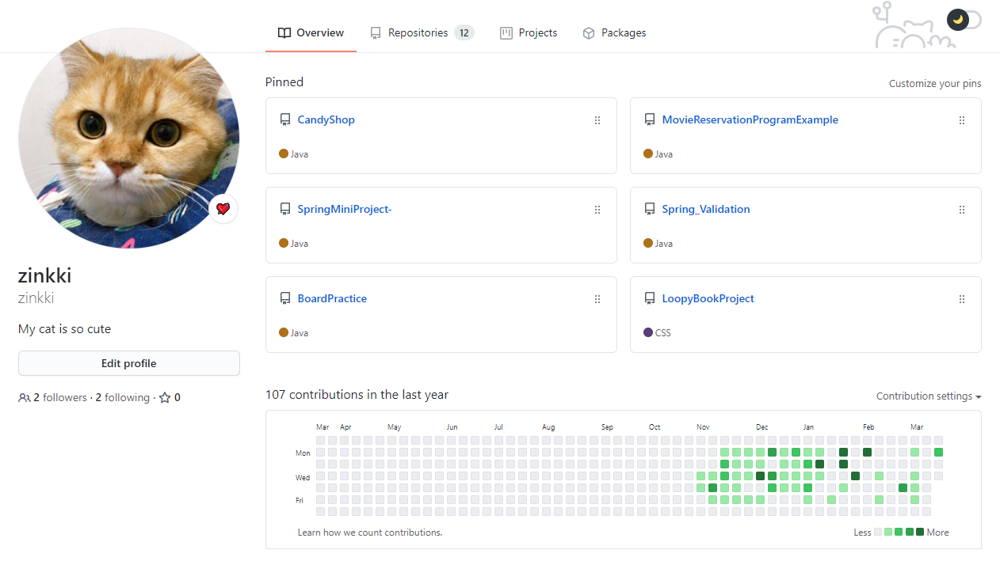 Overview Repositories 12 Projects Packages
Pinned Customize your pins
CandyShop
Java
MovieReservationProgramExample
Java
SpringMiniProject-
Java
Spring_Validation
Java
BoardPractice
Java
LoopyBookProject
CSS
zinkki
zinkki
My cat is so cute
Edit profile
2 followers · 2 following · 0
107 contributions in the last year Contribution settings
Mar Apr May Jun Jul Aug Sep Oct Nov Dec Jan Feb Mar
Mon
Wed
Fri
Learn how we count contributions. Less More